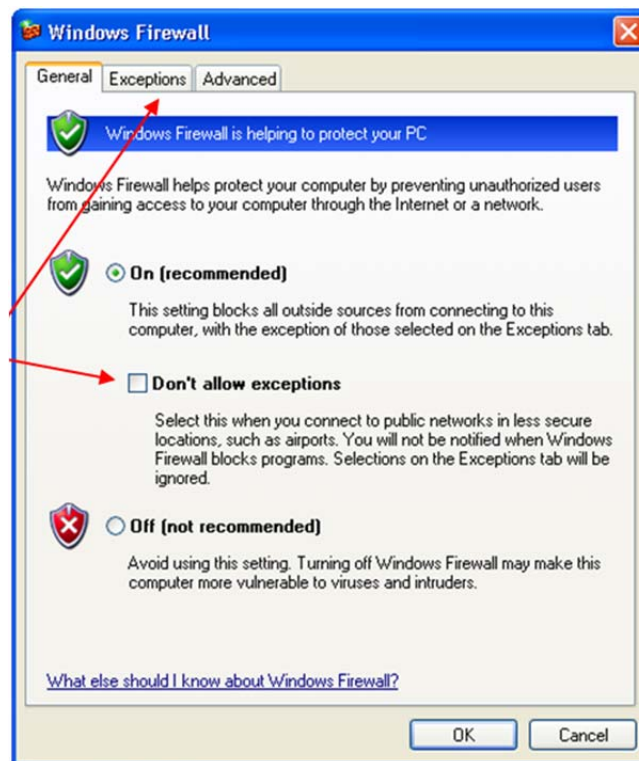 Windows Firewall
General Exceptions Advanced
Windows Firewall is helping to protect your PC
Windows Firewall helps protect your computer by preventing unauthorized users
from gaining access to your computer through the Internet or a network.
On (recommended)
This setting blocks all outside sources from connecting to this
computer, with the exception of those selected on the Exceptions tab.
Don't allow exceptions
Select this when you connect to public networks in less secure
locations, such as airports. You will not be notified when Windows
Firewall blocks programs. Selections on the Exceptions tab will be
ignored.
Off (not recommended)
Avoid using this setting. Turning off Windows Firewall may make this
computer more vulnerable to viruses and intruders.
What else should I know about Windows Firewall?
OK Cancel